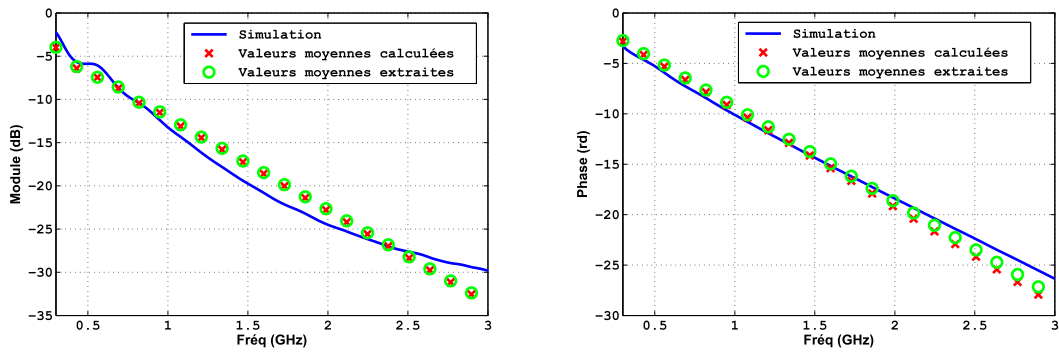 0
−5
−10
−15
−20
−25
−30
−35
0.5
1
1.5
2
2.5
3
Module (dB)
Fréq (GHz)
Simulation
Valeurs moyennes calculées
Valeurs moyennes extraites
0
−5
−10
−15
−20
−25
−30
0.5
1
1.5
2
2.5
3
Phase (rd)
Fréq (GHz)
Simulation
Valeurs moyennes calculées
Valeurs moyennes extraites